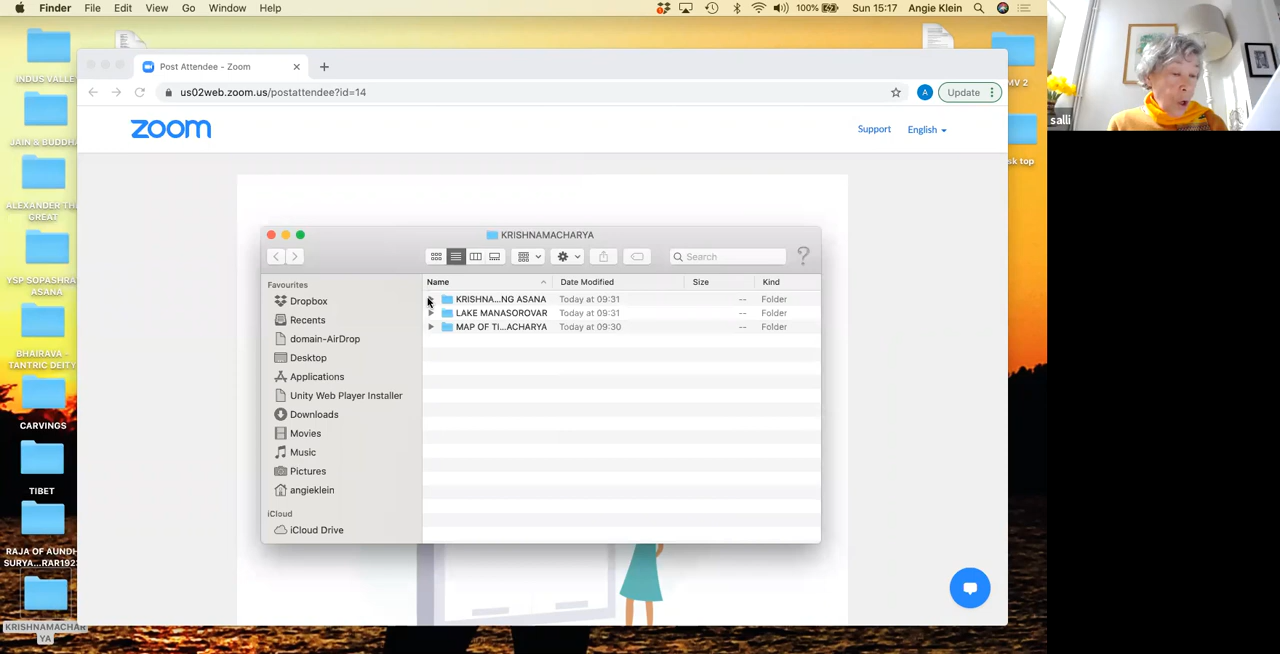 Finder File Edit View Go Window Help 100% Sun 15:17 Angie Klein
INDUS VALLE
JAIN & BUDDHA
ALEXANDER TH
GREAT
YSP SOPASHRA
ASANA
BHAIRAVA -
TANTRIC DEITY
CARVINGS
TIBET
RAJA OF AUNDH
SURYA...RAR192
KRISHNAMACHAR
YA
Post Attendee - Zoom
us02web.zoom.us/postattendee?id=14
A Update
zoom Support English
KRISHNAMACHARYA
Search ?
Favourites
Dropbox
Recents
domain-AirDrop
Desktop
Applications
Unity Web Player Installer
Downloads
Movies
Music
Pictures
angieklein
iCloud
iCloud Drive
Name Date Modified Size Kind
KRISHNA...NG ASANA Today at 09:31 -- Folder
LAKE MANASOROVAR Today at 09:31 -- Folder
MAP OF TI...ACHARYA Today at 09:30 -- Folder
MV 2
sk top
salli